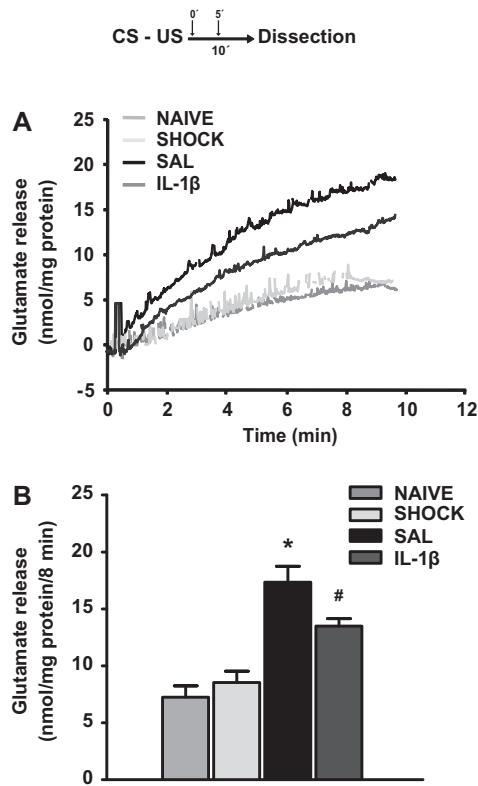 0´ 5´
CS - US Dissection
10´
A
NAIVE
SHOCK
SAL
IL-1β
Glutamate release
(nmol/mg protein)
25
20
15
10
5
0
-5
0 2 4 6 8 10 12
Time (min)
B
NAIVE
SHOCK
SAL
IL-1β
Glutamate release
(nmol/mg protein/8 min)
25
20
15
10
5
0
*
#